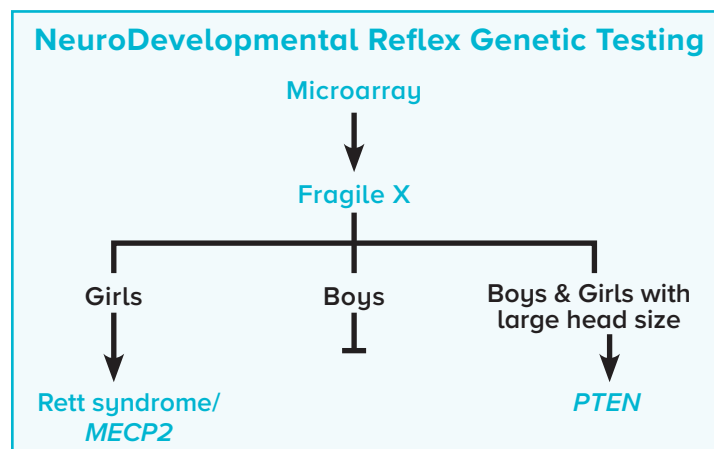 NeuroDevelopmental Reflex Genetic Testing
Microarray
Fragile X
Girls
Boys
Boys & Girls with
large head size
Rett syndrome/
MECP2
PTEN